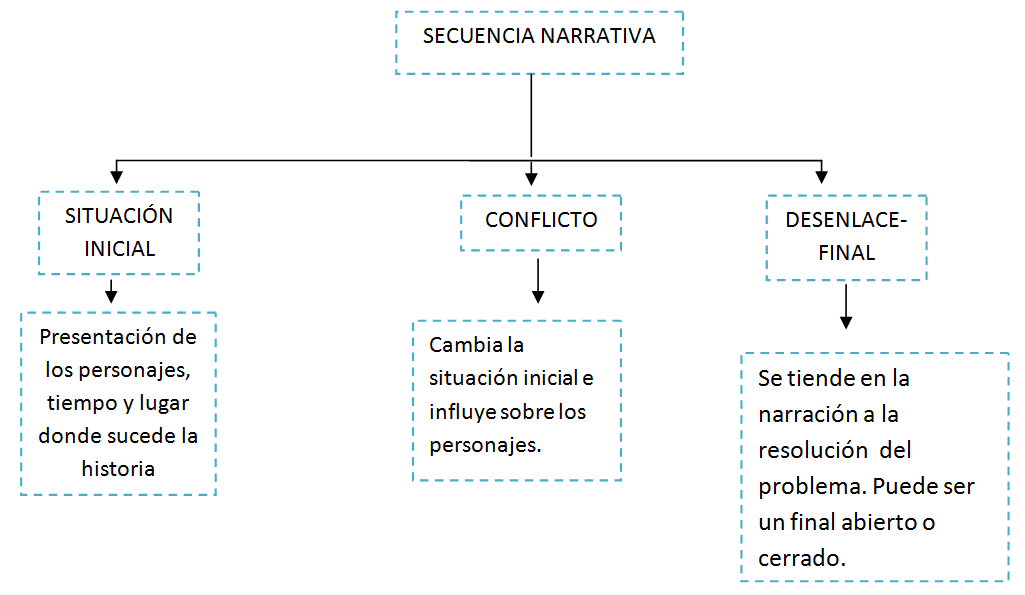 SECUENCIA NARRATIVA
SITUACIÓN
INICIAL
Presentación de
los personajes,
tiempo y lugar
donde sucede la
historia
CONFLICTO
Cambia la
situación inicial e
influye sobre los
personajes.
DESENLACE-
FINAL
Se tiende en la
narración a la
resolución del
problema. Puede ser
un final abierto o
cerrado.